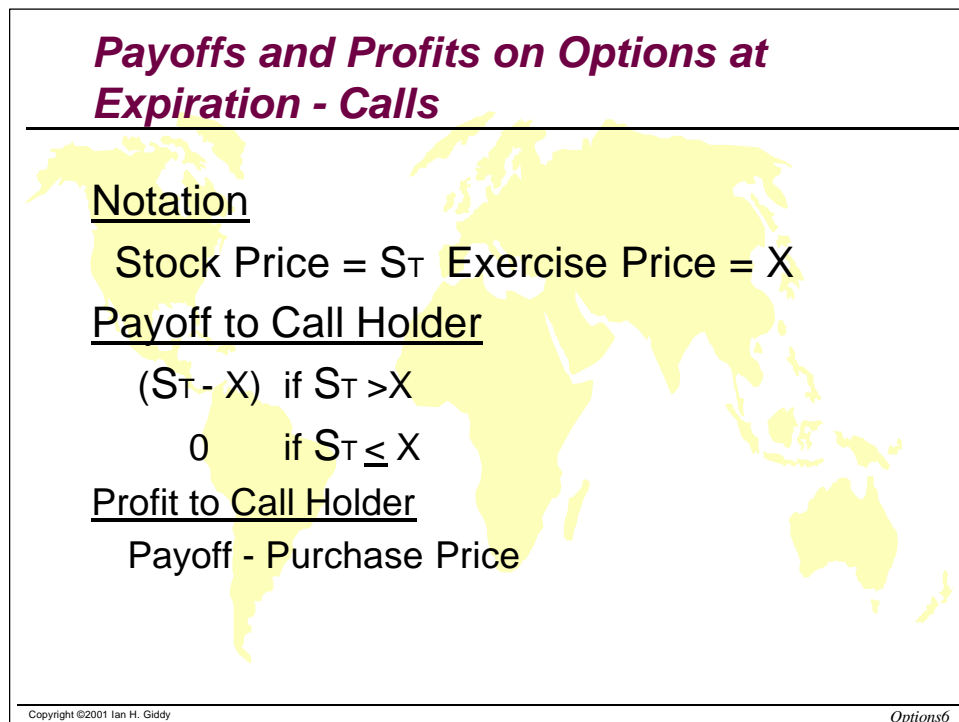 Payoffs and Profits on Options at
Expiration - Calls
Notation
Stock Price = ST Exercise Price = X
Payoff to Call Holder
(ST - X) if ST >X
0 if ST < X
Profit to Call Holder
Payoff - Purchase Price
Copyright ©2001 Ian H. Giddy
Options6